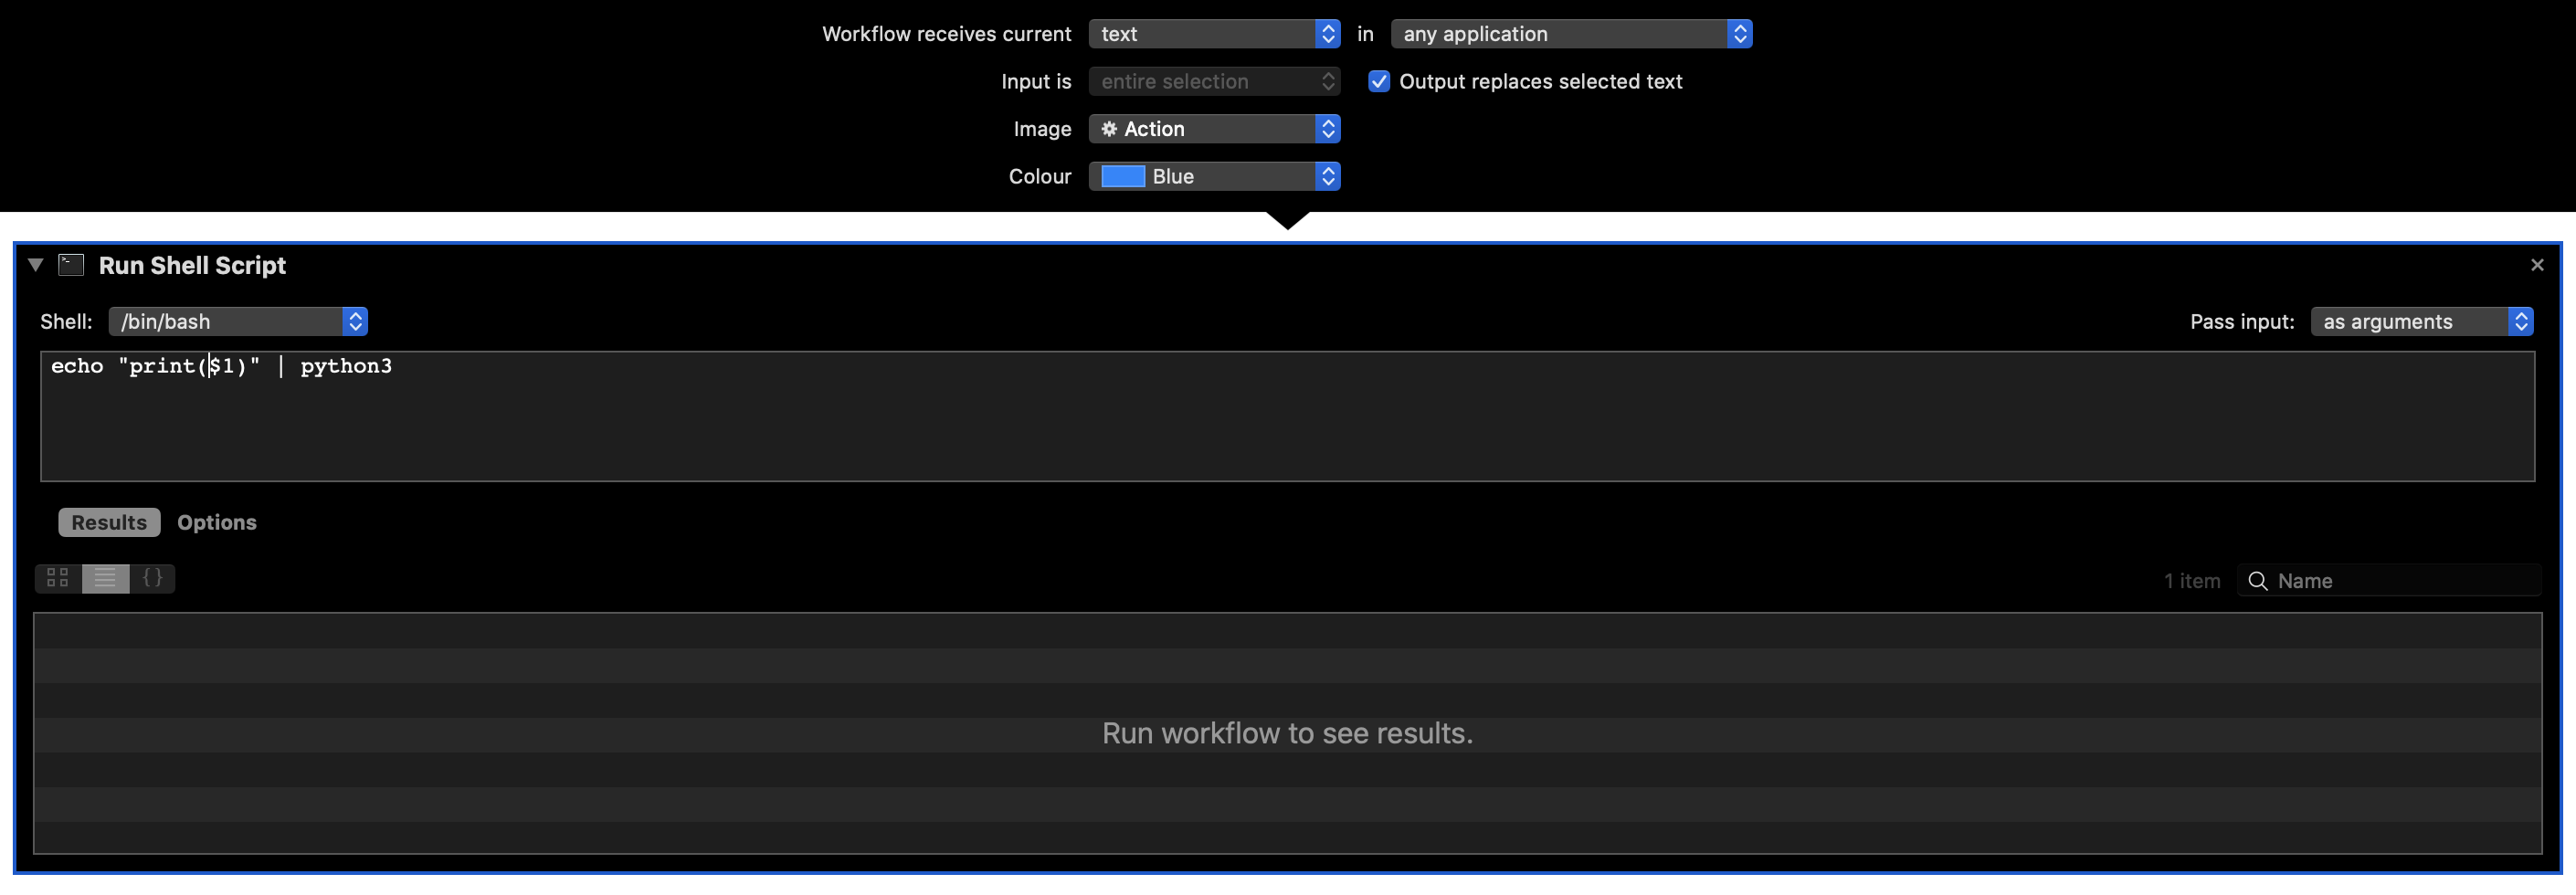 Workflow receives current text in any application
Input is entire selection Output replaces selected text
Image Action
Colour Blue
Run Shell Script
Shell: /bin/bash Pass input: as arguments
echo "print($1)" | python3
Results Options
1 item Name
Run workflow to see results.